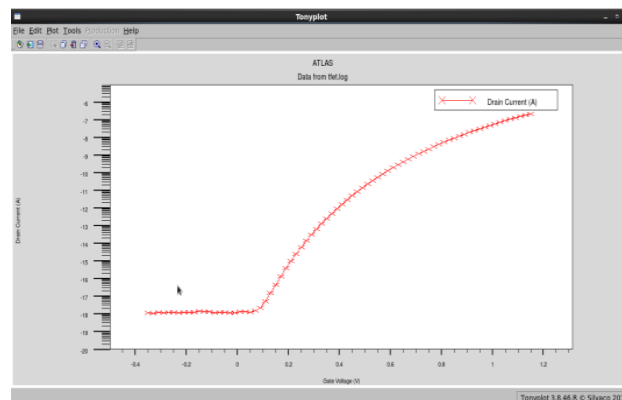 Tonyplot
File Edit Plot Tools Production Help
ATLAS
Data from tfet.log
Drain Current (A)
-6
-7
-8
-9
-10
-11
-12
-13
-14
-15
-16
-17
-18
-19
-20
Drain Current (A)
-0.4 -0.2 0 0.2 0.4 0.6 0.8 1 1.2
Gate Voltage (V)
Tonyplot 3.8.46.R © Silvaco 20